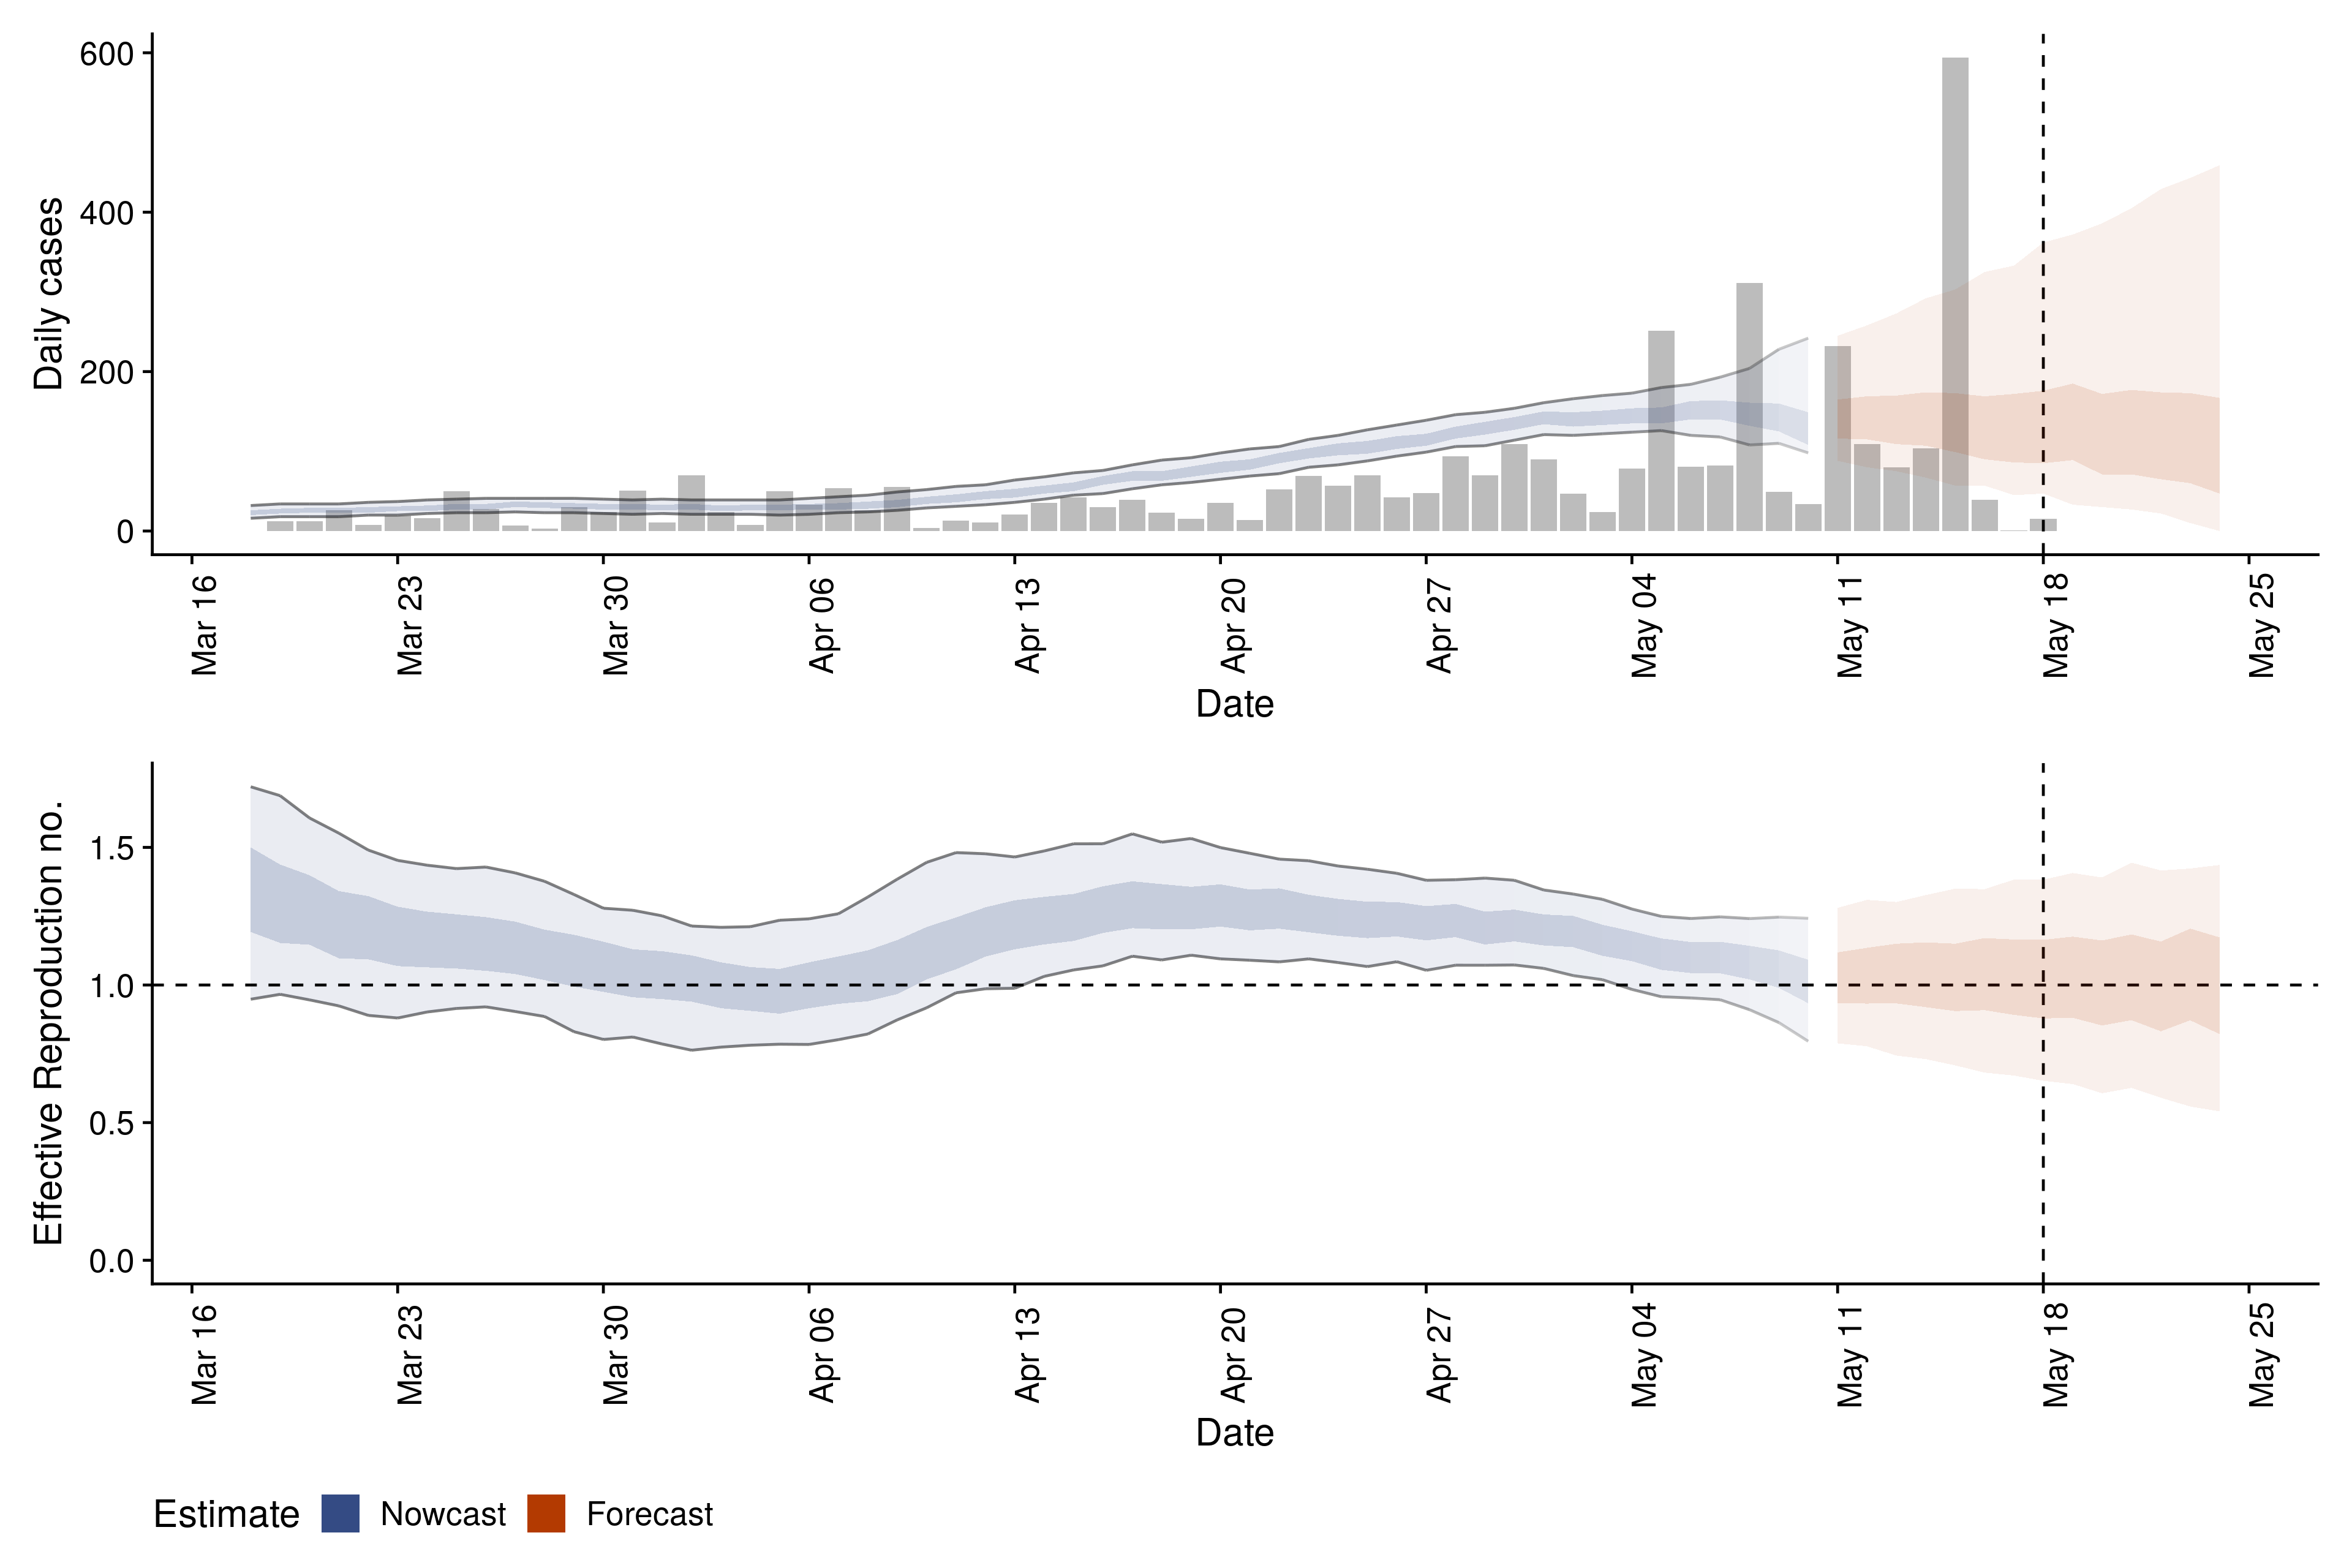 Daily cases
600
400
200
0
Mar 16
Mar 23
Mar 30
Apr 06
Apr 13
Apr 20
Apr 27
May 04
May 11
May 18
May 25
Date
Effective Reproduction no.
1.5
1.0
0.5
0.0
Mar 16
Mar 23
Mar 30
Apr 06
Apr 13
Apr 20
Apr 27
May 04
May 11
May 18
May 25
Date
Estimate Nowcast Forecast